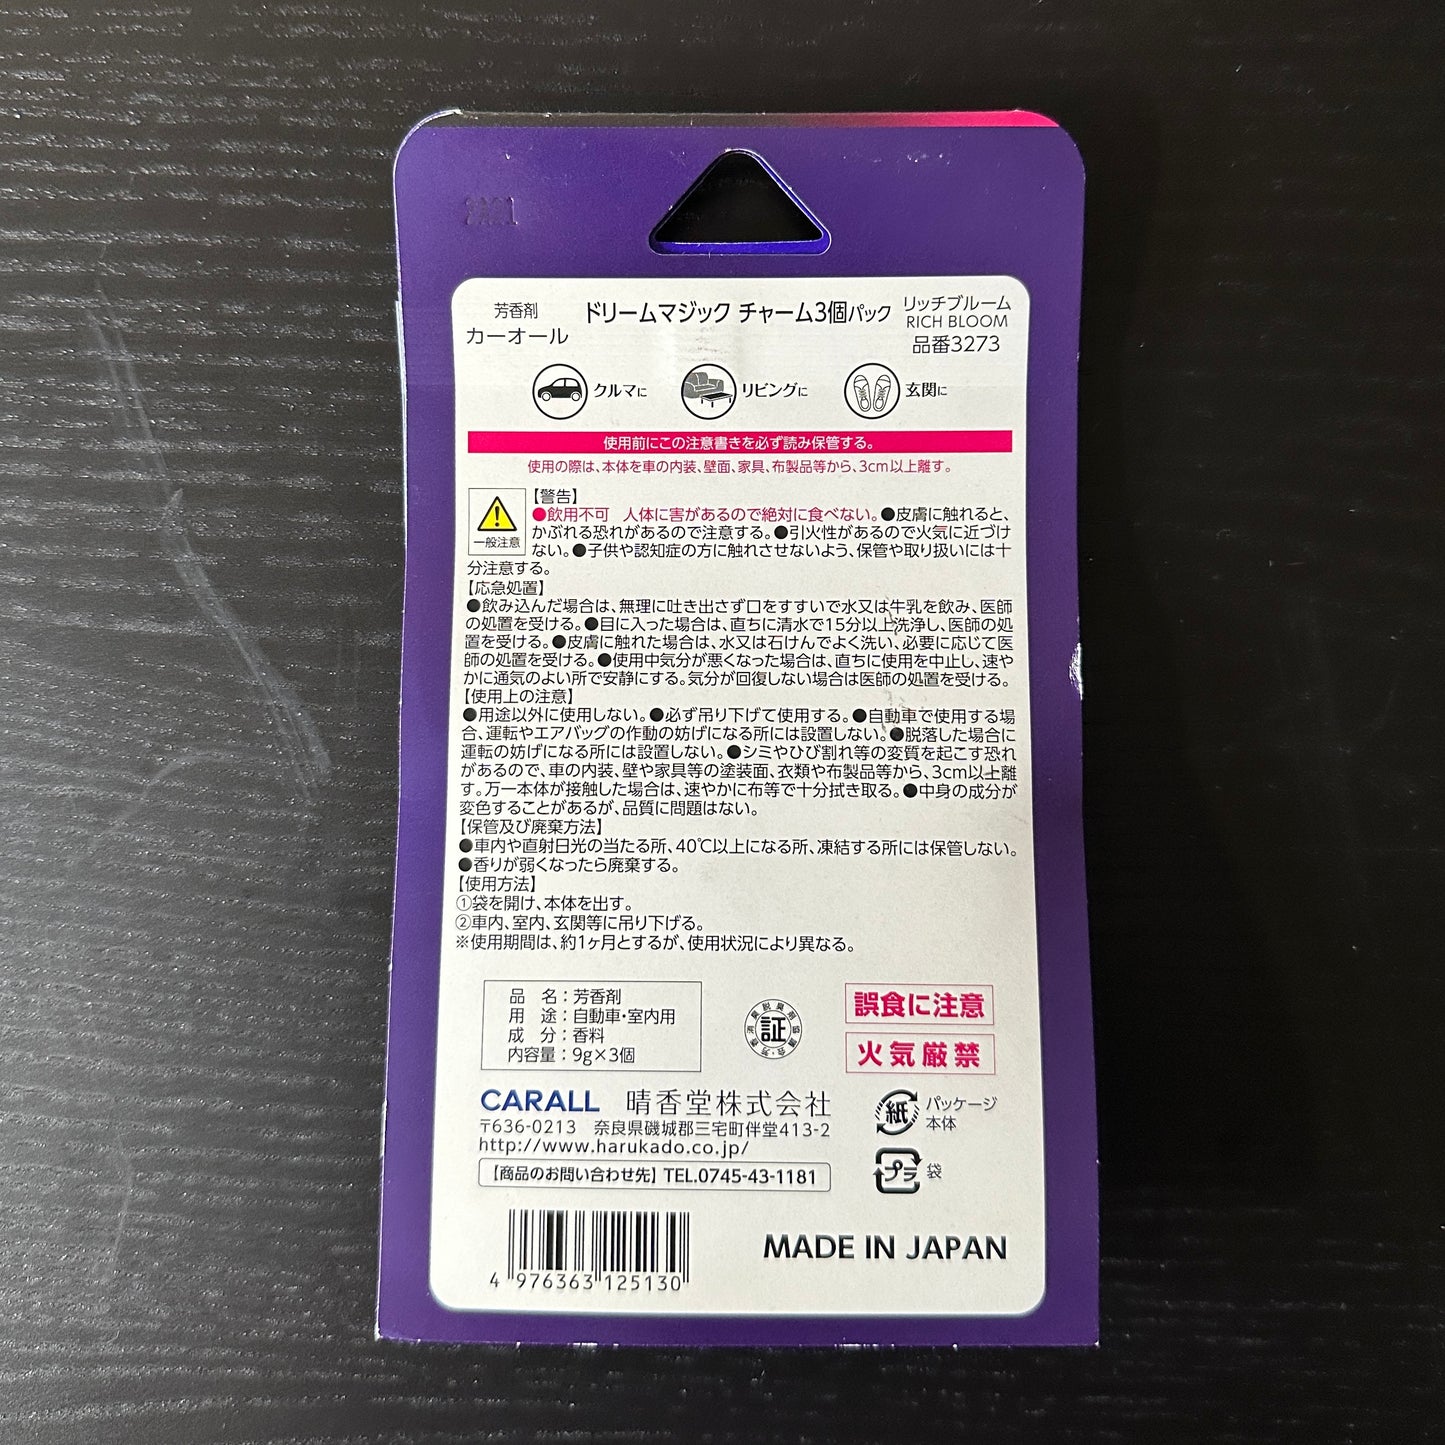 芳香剤
カーオール
ドリームマジック チャーム3個パック
リッチブルーム
RICH BLOOM
品番3273
クルマに
リビングに
玄関に
使用前にこの注意書きを必ず読み保管する。
使用の際は、本体を車の内装、壁面、家具、布製品等から、3cm以上離す。
一般注意
【警告】
●飲用不可 人体に害があるので絶対に食べない。●皮膚に触れると、
かぶれる恐れがあるので注意する。●引火性があるので火気に近づけ
ない。●子供や認知症の方に触れさせないよう、保管や取り扱いには十
分注意する。
【応急処置】
●飲み込んだ場合は、無理に吐き出さず口をすすいで水又は牛乳を飲み、医師
の処置を受ける。●目に入った場合は、直ちに清水で15分以上洗浄し、医師の処
置を受ける。●皮膚に触れた場合は、水又は石けんでよく洗い、必要に応じて医
師の処置を受ける。●使用中気分が悪くなった場合は、直ちに使用を中止し、速や
かに通気のよい所で安静にする。気分が回復しない場合は医師の処置を受ける。
【使用上の注意】
●用途以外に使用しない。●必ず吊り下げて使用する。●自動車で使用する場
合、運転やエアバッグの作動の妨げになる所には設置しない。●脱落した場合に
運転の妨げになる所には設置しない。●シミやひび割れ等の変質を起こす恐れ
があるので、車の内装、壁や家具等の塗装面、衣類や布製品等から、3cm以上離
す。万一本体が接触した場合は、速やかに布等で十分拭き取る。●中身の成分が
変色することがあるが、品質に問題はない。
【保管及び廃棄方法】
●車内や直射日光の当たる所、40℃以上になる所、凍結する所には保管しない。
●香りが弱くなったら廃棄する。
【使用方法】
①袋を開け、本体を出す。
②車内、室内、玄関等に吊り下げる。
※使用期間は、約1ヶ月とするが、使用状況により異なる。
品 名：芳香剤
用 途：自動車・室内用
成 分：香料
内容量：9g×3個
証
誤食に注意
火気厳禁
CARALL 晴香堂株式会社
〒636-0213 奈良県磯城郡三宅町伴堂413-2
http://www.harukado.co.jp/
【商品のお問い合わせ先】TEL.0745-43-1181
紙
パッケージ
本体
プラ
袋
4 976363 125130
MADE IN JAPAN